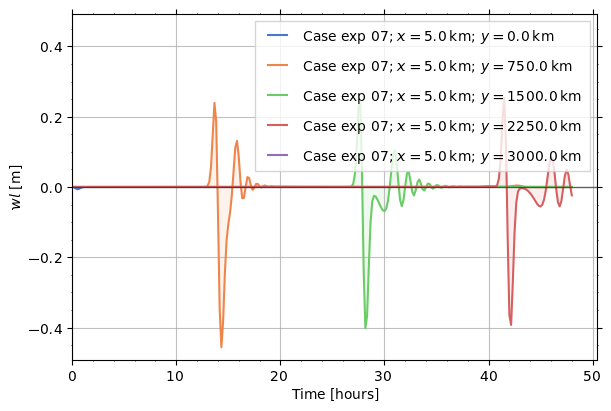 Case exp 07; x = 5.0 km; y = 0.0 km
Case exp 07; x = 5.0 km; y = 750.0 km
Case exp 07; x = 5.0 km; y = 1500.0 km
Case exp 07; x = 5.0 km; y = 2250.0 km
Case exp 07; x = 5.0 km; y = 3000.0 km
wl [m]
0.4
0.2
0.0
−0.2
−0.4
0 10 20 30 40 50
Time [hours]